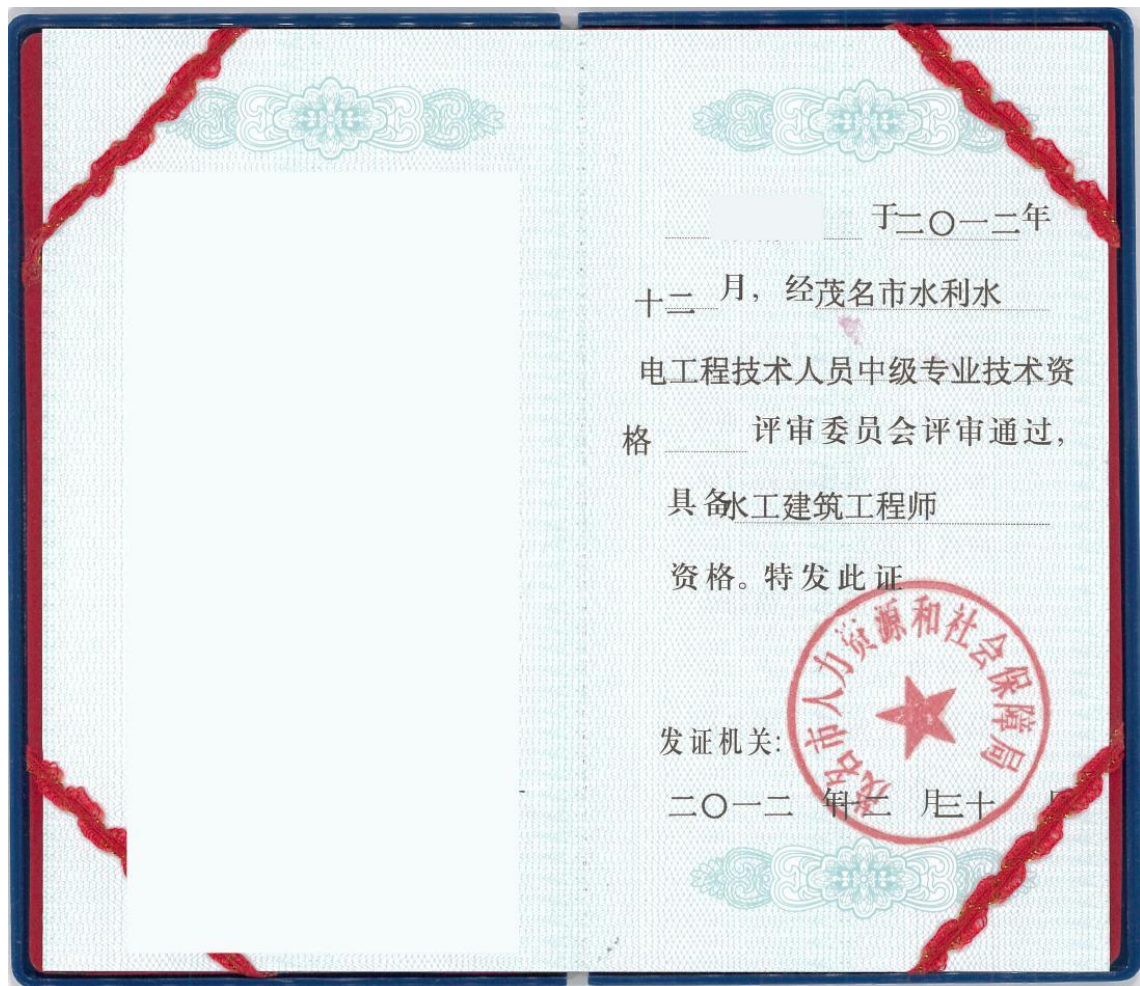 于二〇一二年
十二月，经茂名市水利水
电工程技术人员中级专业技术资
格 评审委员会评审通过，
具备水工建筑工程师
资格。特发此证
茂名市人力资源和社会保障局
发证机关:
二〇一二 年十二 月三十 日